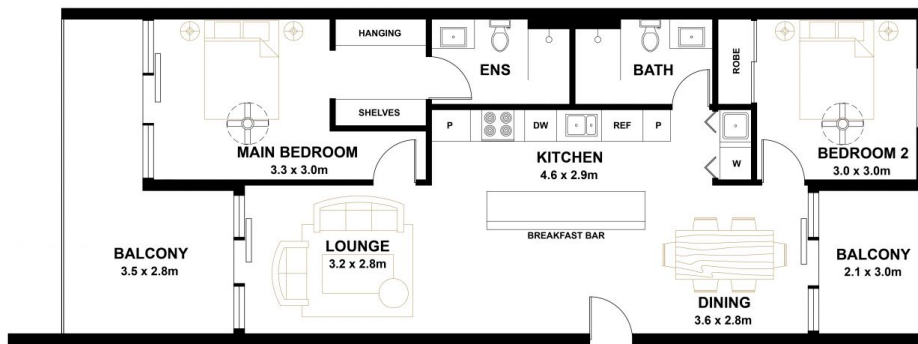 HANGING
ENS
BATH
ROBE
SHELVES
P
DW
REF
P
W
MAIN BEDROOM
3.3 x 3.0m
KITCHEN
4.6 x 2.9m
BEDROOM 2
3.0 x 3.0m
BREAKFAST BAR
LOUNGE
3.2 x 2.8m
BALCONY
3.5 x 2.8m
BALCONY
2.1 x 3.0m
DINING
3.6 x 2.8m